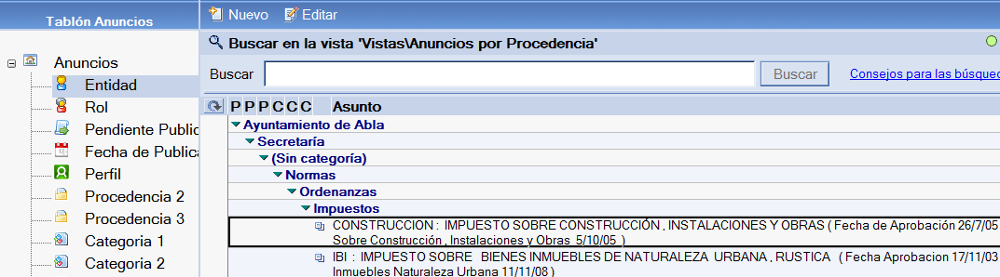 Tablón Anuncios
Nuevo Editar
Buscar en la vista 'Vistas\Anuncios por Procedencia'
Buscar Buscar Consejos para las búsqued
Anuncios
Entidad
Rol
Pendiente Public
Fecha de Publica
Perfil
Procedencia 2
Procedencia 3
Categoria 1
Categoria 2
P P P C C C Asunto
Ayuntamiento de Abla
Secretaría
(Sin categoría)
Normas
Ordenanzas
Impuestos
CONSTRUCCION : IMPUESTO SOBRE CONSTRUCCIÓN , INSTALACIONES Y OBRAS ( Fecha de Aprobación 26/7/05
Sobre Construcción , Instalaciones y Obras 5/10/05 )
IBI : IMPUESTO SOBRE BIENES INMUEBLES DE NATURALEZA URBANA , RUSTICA ( Fecha Aprobacion 17/11/03
Inmuebles Naturaleza Urbana 11/11/08 )